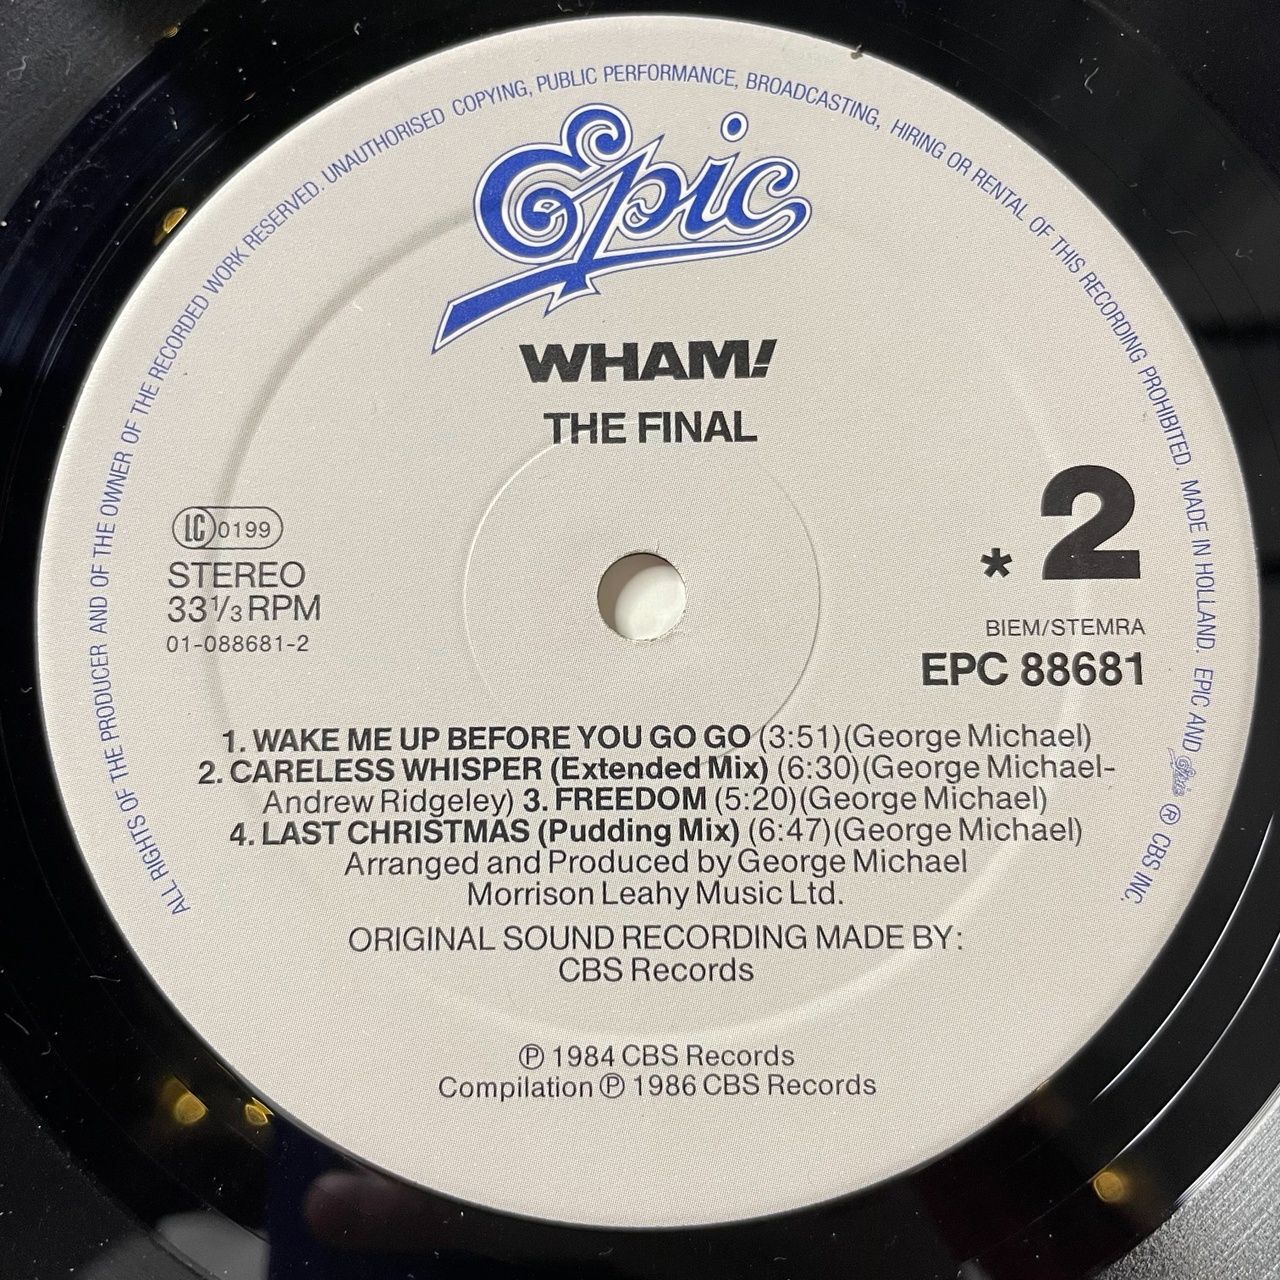 ALL RIGHTS OF THE PRODUCER AND OF THE OWNER OF THE RECORDED WORK RESERVED. UNAUTHORISED COPYING, PUBLIC PERFORMANCE, BROADCASTING, HIRING OR RENTAL OF THIS RECORDING PROHIBITED. MADE IN HOLLAND. EPIC AND Epic ® CBS INC.
Epic
WHAM!
THE FINAL
LC 0199
STEREO
33 1/3 RPM
01-088681-2
* 2
BIEM/STEMRA
EPC 88681
1. WAKE ME UP BEFORE YOU GO GO (3:51)(George Michael)
2. CARELESS WHISPER (Extended Mix) (6:30)(George Michael-
Andrew Ridgeley) 3. FREEDOM (5:20)(George Michael)
4. LAST CHRISTMAS (Pudding Mix) (6:47)(George Michael)
Arranged and Produced by George Michael
Morrison Leahy Music Ltd.
ORIGINAL SOUND RECORDING MADE BY:
CBS Records
℗ 1984 CBS Records
Compilation ℗ 1986 CBS Records